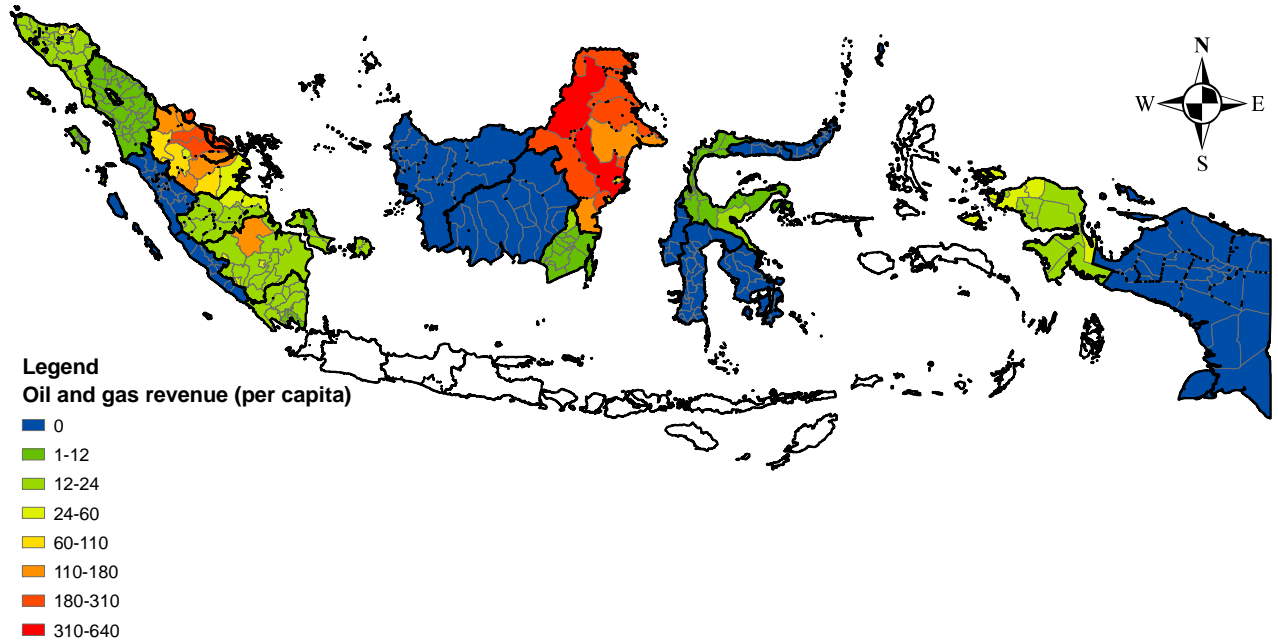 N
W E
S
Legend
Oil and gas revenue (per capita)
0
1-12
12-24
24-60
60-110
110-180
180-310
310-640